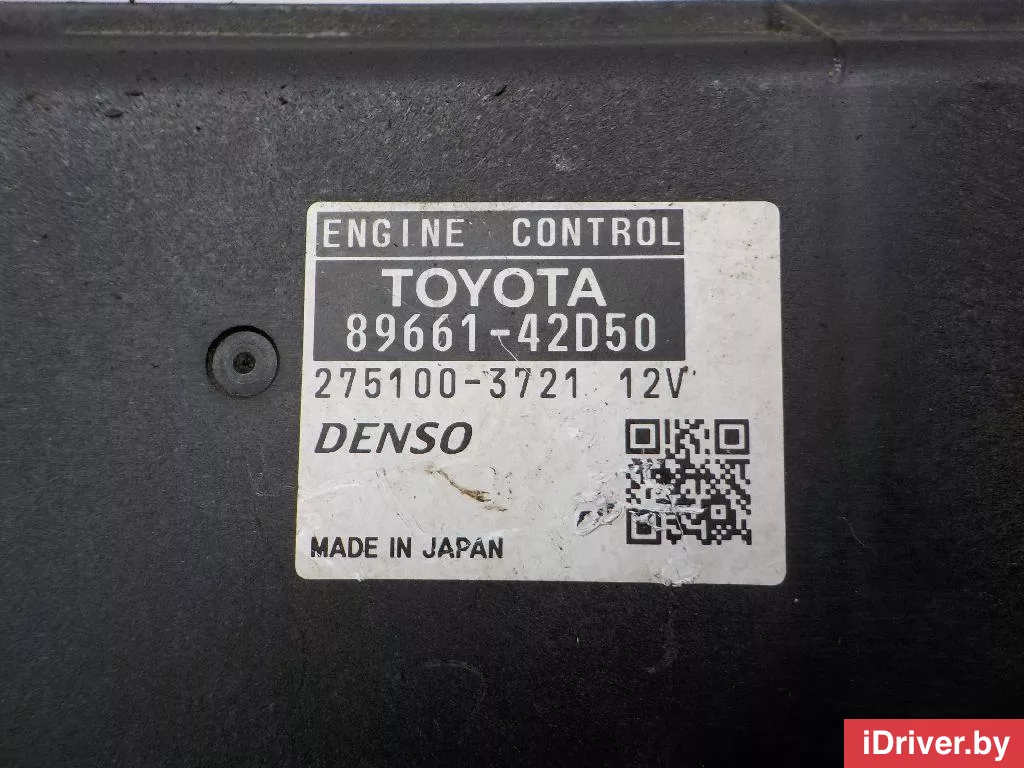 ENGINE CONTROL
TOYOTA
89661-42D50
275100-3721 12V
DENSO
MADE IN JAPAN
iDriver.by